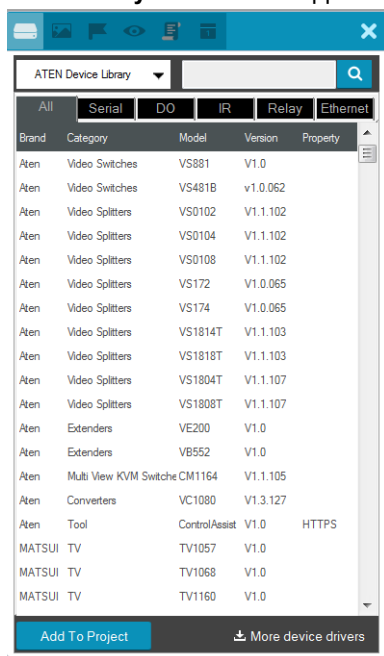 ATEN Device Library
All Serial DO IR Relay Ethernet
Brand Category Model Version Property
Aten Video Switches VS881 V1.0
Aten Video Switches VS481B v1.0.062
Aten Video Splitters VS0102 V1.1.102
Aten Video Splitters VS0104 V1.1.102
Aten Video Splitters VS0108 V1.1.102
Aten Video Splitters VS172 V1.0.065
Aten Video Splitters VS174 V1.0.065
Aten Video Splitters VS1814T V1.1.103
Aten Video Splitters VS1818T V1.1.103
Aten Video Splitters VS1804T V1.1.107
Aten Video Splitters VS1808T V1.1.107
Aten Extenders VE200 V1.0
Aten Extenders VB552 V1.0
Aten Multi View KVM Switche CM1164 V1.1.105
Aten Converters VC1080 V1.3.127
Aten Tool ControlAssist V1.0 HTTPS
MATSUI TV TV1057 V1.0
MATSUI TV TV1068 V1.0
MATSUI TV TV1160 V1.0
Add To Project More device drivers